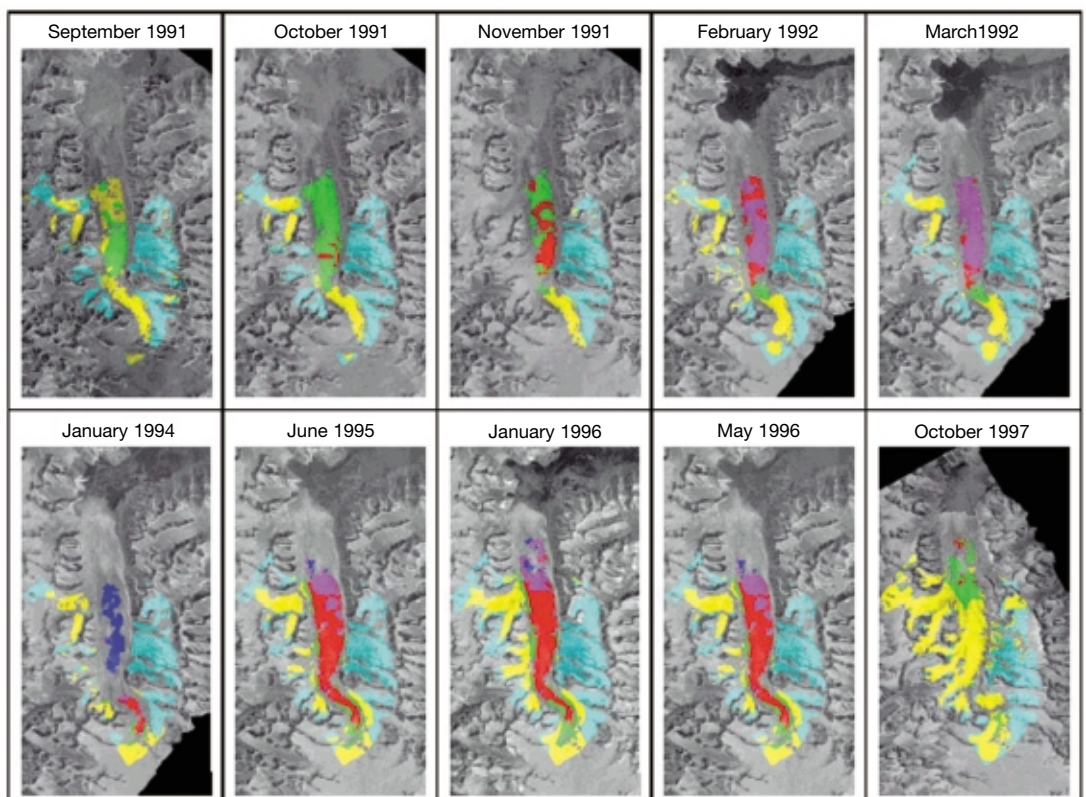 September 1991
October 1991
November 1991
February 1992
March1992
January 1994
June 1995
January 1996
May 1996
October 1997